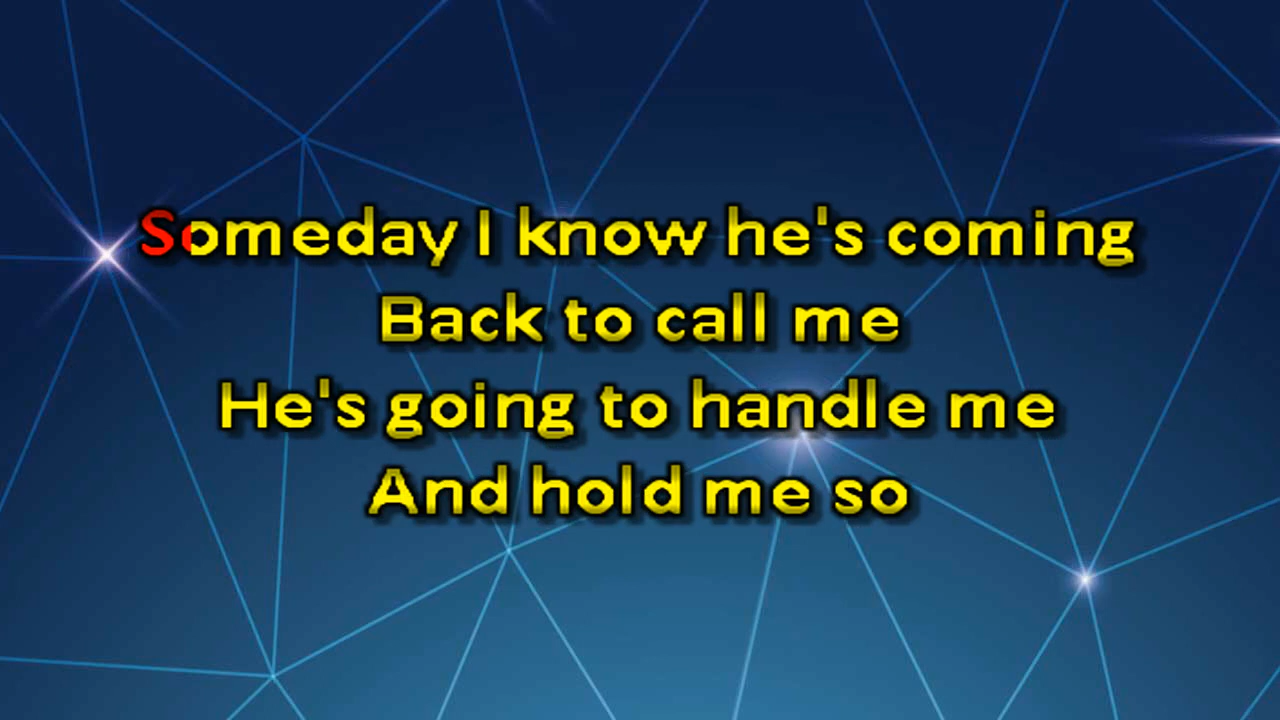 Someday I know he's coming
Back to call me
He's going to handle me
And hold me so